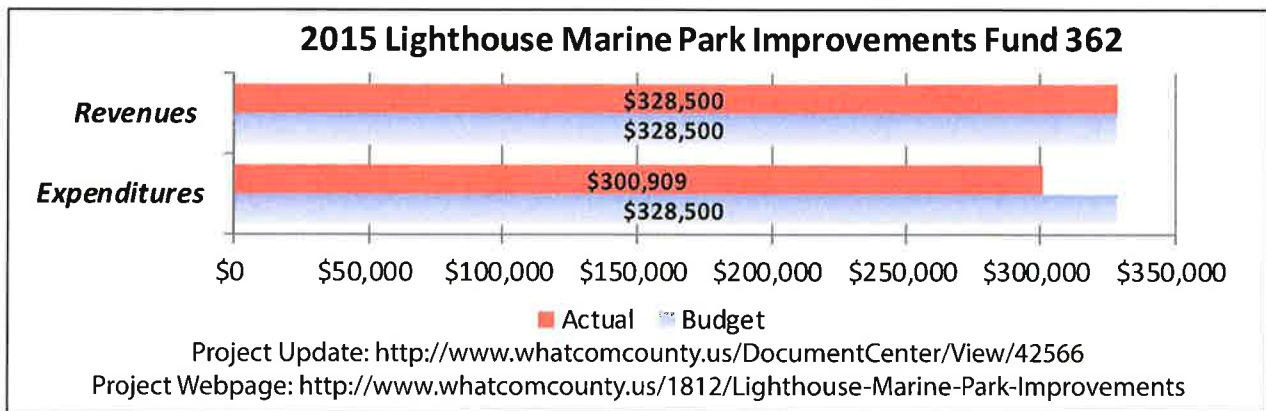 2015 Lighthouse Marine Park Improvements Fund 362
Revenues
$328,500
$328,500
Expenditures
$300,909
$328,500
$0 $50,000 $100,000 $150,000 $200,000 $250,000 $300,000 $350,000
Actual Budget
Project Update: http://www.whatcomcounty.us/DocumentCenter/View/42566
Project Webpage: http://www.whatcomcounty.us/1812/Lighthouse-Marine-Park-Improvements